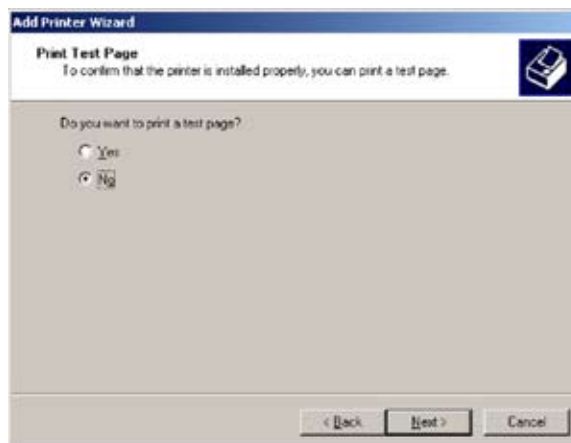 Add Printer Wizard
Print Test Page
To confirm that the printer is installed properly, you can print a test page.
Do you want to print a test page?
Yes
No
< Back
Next >
Cancel